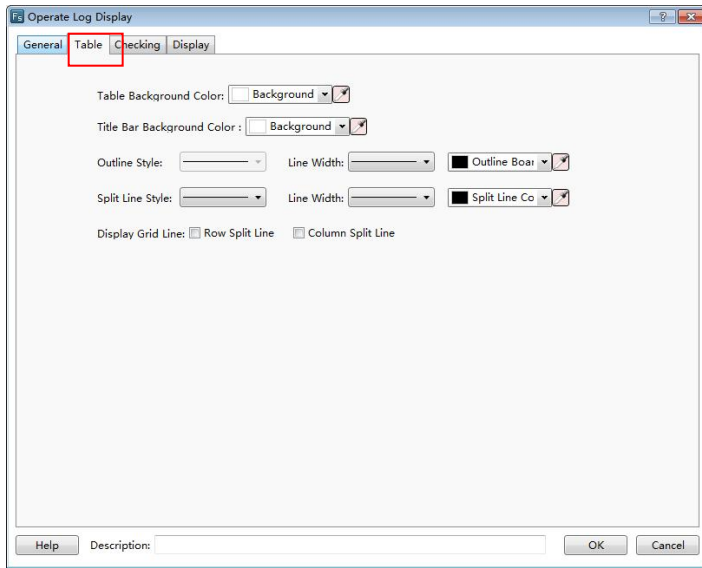 Fs Operate Log Display
General Table Checking Display
Table Background Color: Background
Title Bar Background Color : Background
Outline Style: Line Width: Outline Boar
Split Line Style: Line Width: Split Line Co
Display Grid Line: Row Split Line Column Split Line
Help Description: OK Cancel